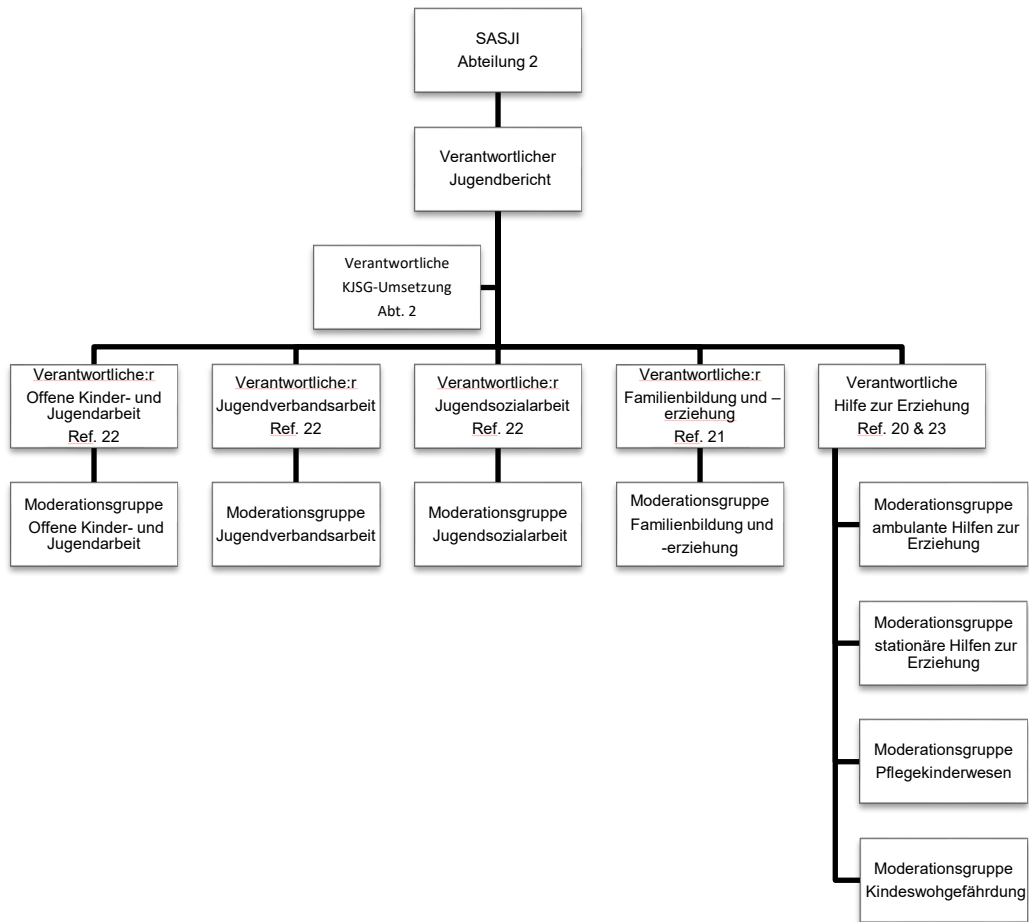 SASJI
Abteilung 2
Verantwortlicher
Jugendbericht
Verantwortliche
KJSG-Umsetzung
Abt. 2
Verantwortliche:r
Offene Kinder- und
Jugendarbeit
Ref. 22
Verantwortliche:r
Jugendverbandsarbeit
Ref. 22
Verantwortliche:r
Jugendsozialarbeit
Ref. 22
Verantwortliche:r
Familienbildung und –
erziehung
Ref. 21
Verantwortliche
Hilfe zur Erziehung
Ref. 20 & 23
Moderationsgruppe
Offene Kinder- und
Jugendarbeit
Moderationsgruppe
Jugendverbandsarbeit
Moderationsgruppe
Jugendsozialarbeit
Moderationsgruppe
Familienbildung und
-erziehung
Moderationsgruppe
ambulante Hilfen zur
Erziehung
Moderationsgruppe
stationäre Hilfen zur
Erziehung
Moderationsgruppe
Pflegekinderwesen
Moderationsgruppe
Kindeswohgefährdung